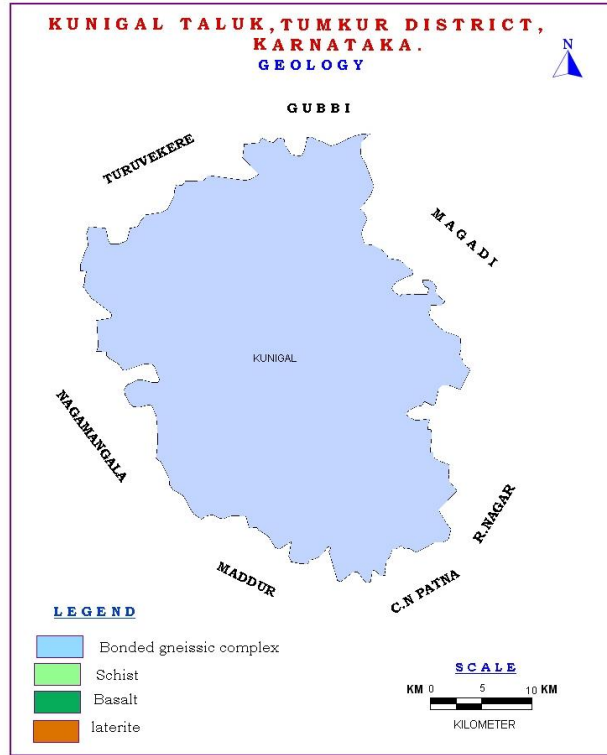 KUNIGAL TALUK, TUMKUR DISTRICT,
KARNATAKA.
GEOLOGY
N
GUBBI
TURUVEKERE
MAGADI
KUNIGAL
NAGAMANGALA
R.NAGAR
MADDUR
C.N PATNA
LEGEND
Bonded gneissic complex
Schist
Basalt
laterite
SCALE
KM 0 5 10 KM
KILOMETER